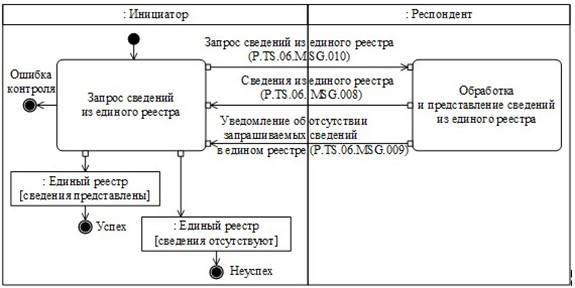 : Инициатор
: Респондент
Запрос сведений из единого реестра
(P.TS.06.MSG.010)
Ошибка
контроля
Запрос сведений
из единого реестра
Сведения из единого реестра
(P.TS.06. MSG.008)
Обработка
и представление сведений
из единого реестра
Уведомление об отсутствии
запрашиваемых сведений
в едином реестре (P.TS.06.MSG.009)
: Единый реестр
[сведения представлены]
Успех
: Единый реестр
[сведения отсутствуют]
Неуспех